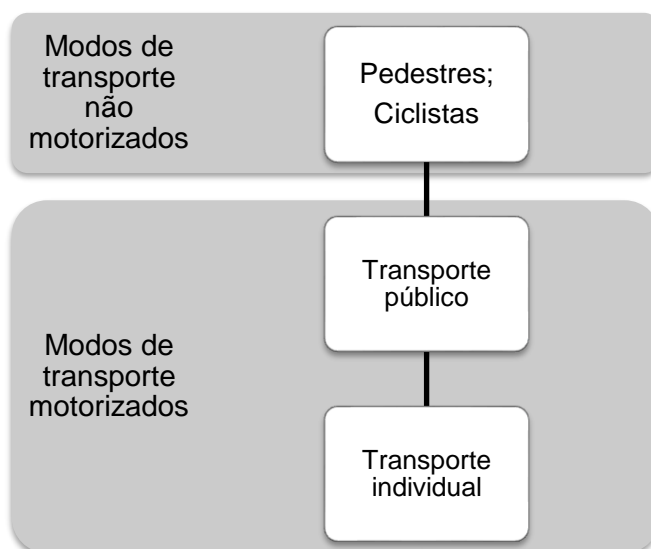 Modos de
transporte
não
motorizados
Pedestres;
Ciclistas
Transporte
público
Modos de
transporte
motorizados
Transporte
individual